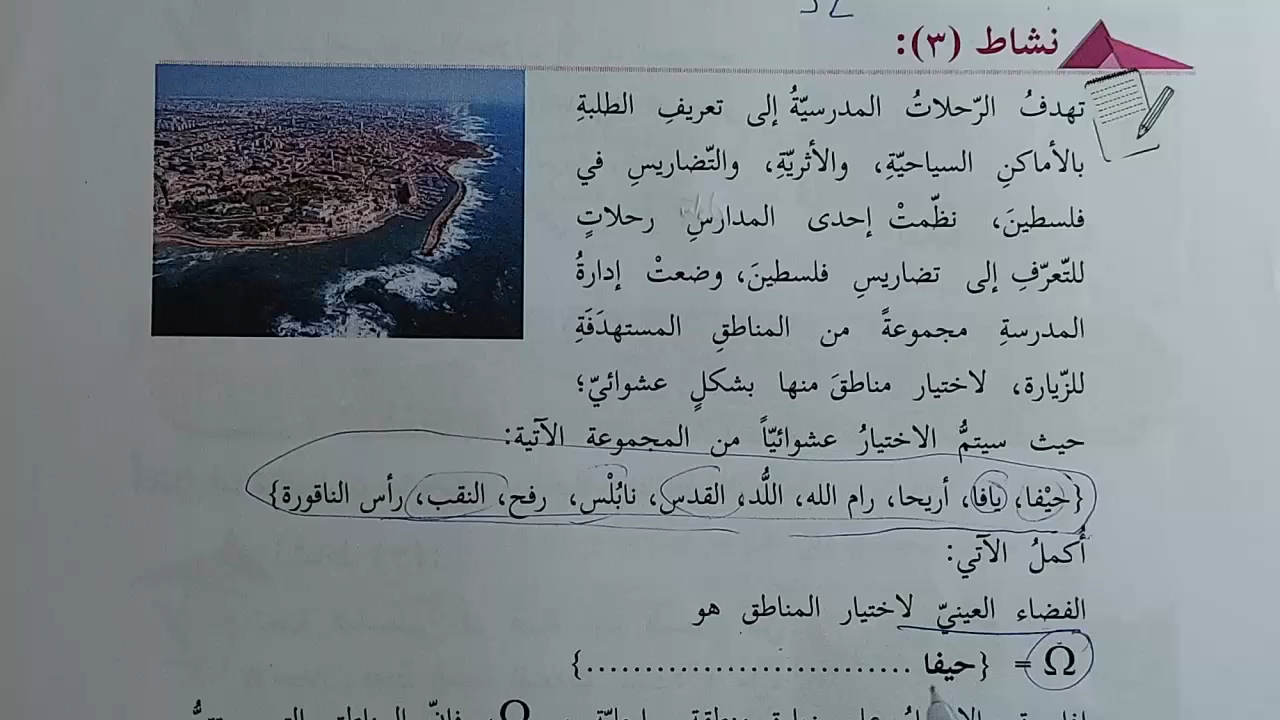 نشاط (٣):
تهدفُ الرّحلاتُ المدرسيّةُ إلى تعريفِ الطلبةِ
بالأماكنِ السياحيّةِ، والأثريّةِ، والتّضاريسِ في
فلسطينَ، نظّمتْ إحدى المدارسِ رحلاتٍ
للتّعرّفِ إلى تضاريسِ فلسطينَ، وضعتْ إدارةُ
المدرسةِ مجموعةً من المناطقِ المستهدَفَةِ
للزّيارة، لاختيار مناطقَ منها بشكلٍ عشوائيّ؛
حيث سيتمُّ الاختيارُ عشوائيّاً من المجموعة الآتية:
{حيْفا، يافا، أريحا، رام الله، اللُّد، القدس، نابُلْس، رفح، النقب، رأس الناقورة}
أُكملُ الآتي:
الفضاء العينيّ لاختيار المناطق هو
Ω = {حيفا ............................}